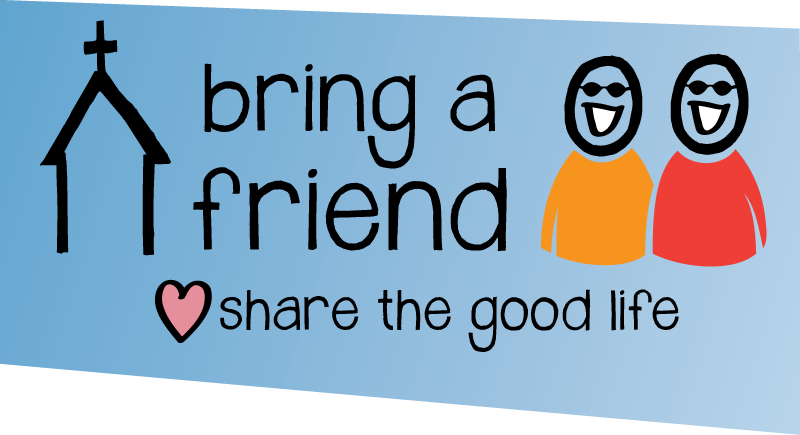 bring a
friend
share the good life